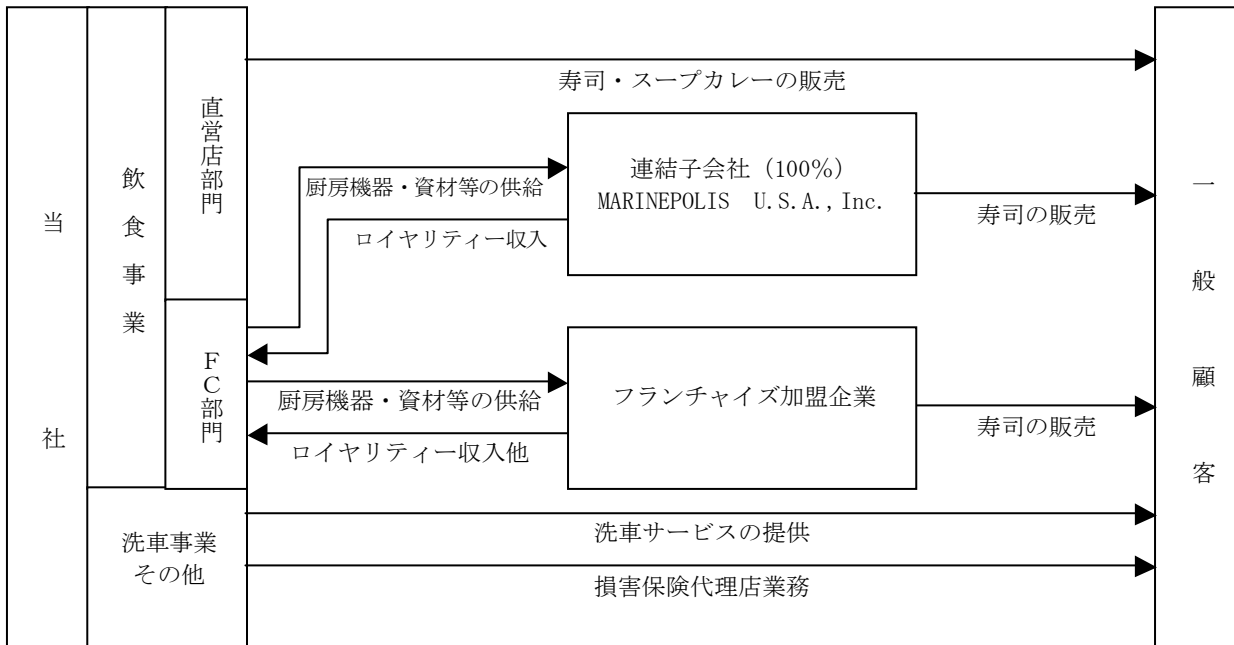 当社
飲食事業
直営店部門
FC部門
洗車事業
その他
寿司・スープカレーの販売
厨房機器・資材等の供給
ロイヤリティー収入
連結子会社（100％）
MARINEPOLIS U.S.A.,Inc.
寿司の販売
厨房機器・資材等の供給
ロイヤリティー収入他
フランチャイズ加盟企業
寿司の販売
洗車サービスの提供
損害保険代理店業務
一般顧客